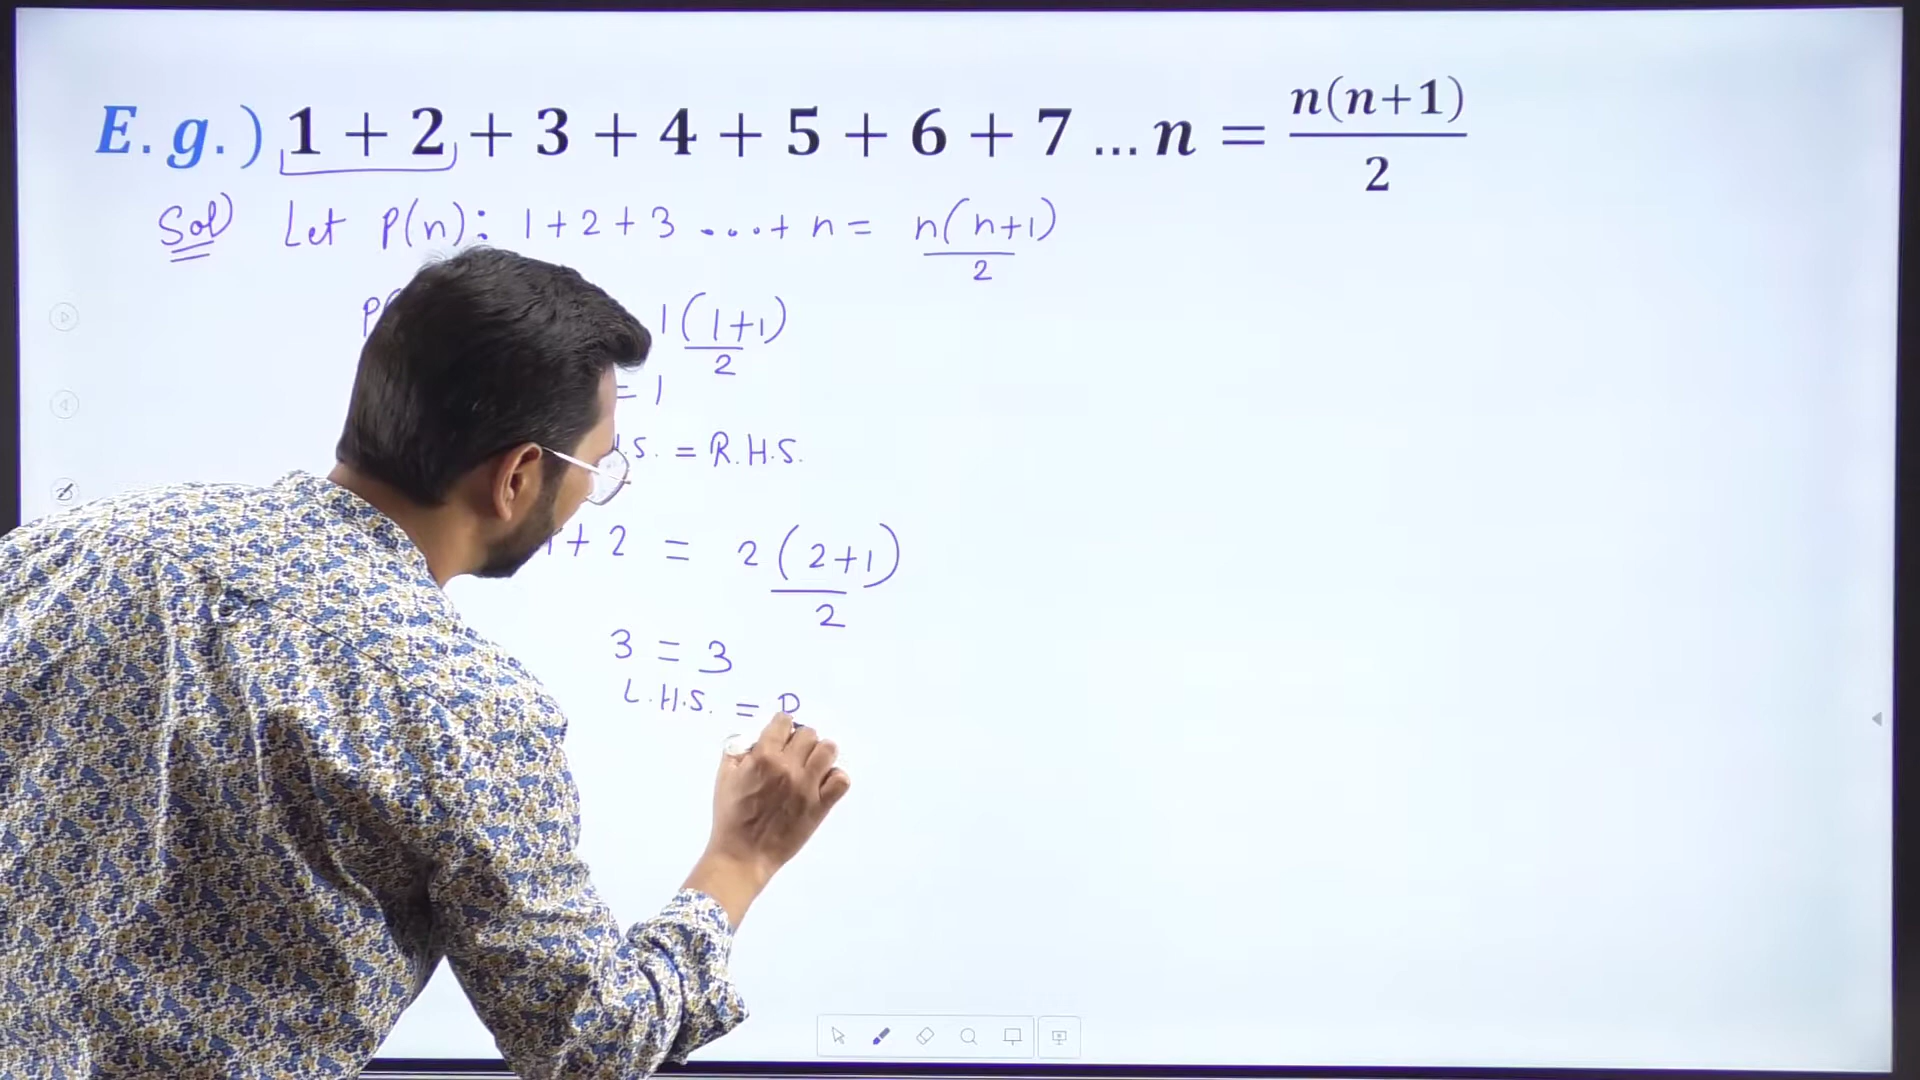 E.g.) 1 + 2 + 3 + 4 + 5 + 6 + 7 ... n = n(n+1)/2
Sol) Let P(n): 1 + 2 + 3 ....+ n = n(n+1)/2
P( 1(1+1)/2
= 1
.S. = R.H.S.
+ 2 = 2(2+1)/2
3 = 3
L.H.S. =